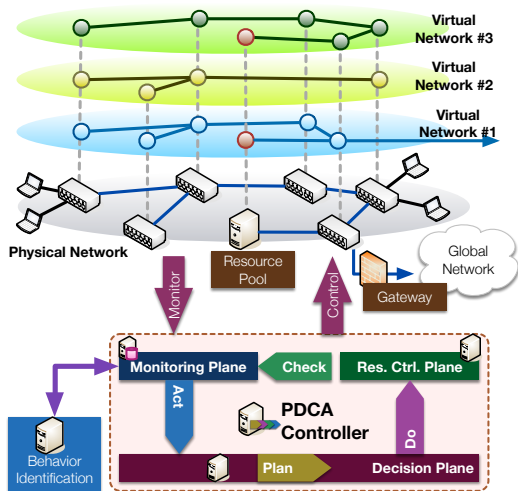 Virtual
Network #3
Virtual
Network #2
Virtual
Network #1
Physical Network
Resource
Pool
Global
Network
Gateway
Monitor
Control
Monitoring Plane
Check
Res. Ctrl. Plane
Act
PDCA
Controller
Do
Behavior
Identification
Plan
Decision Plane